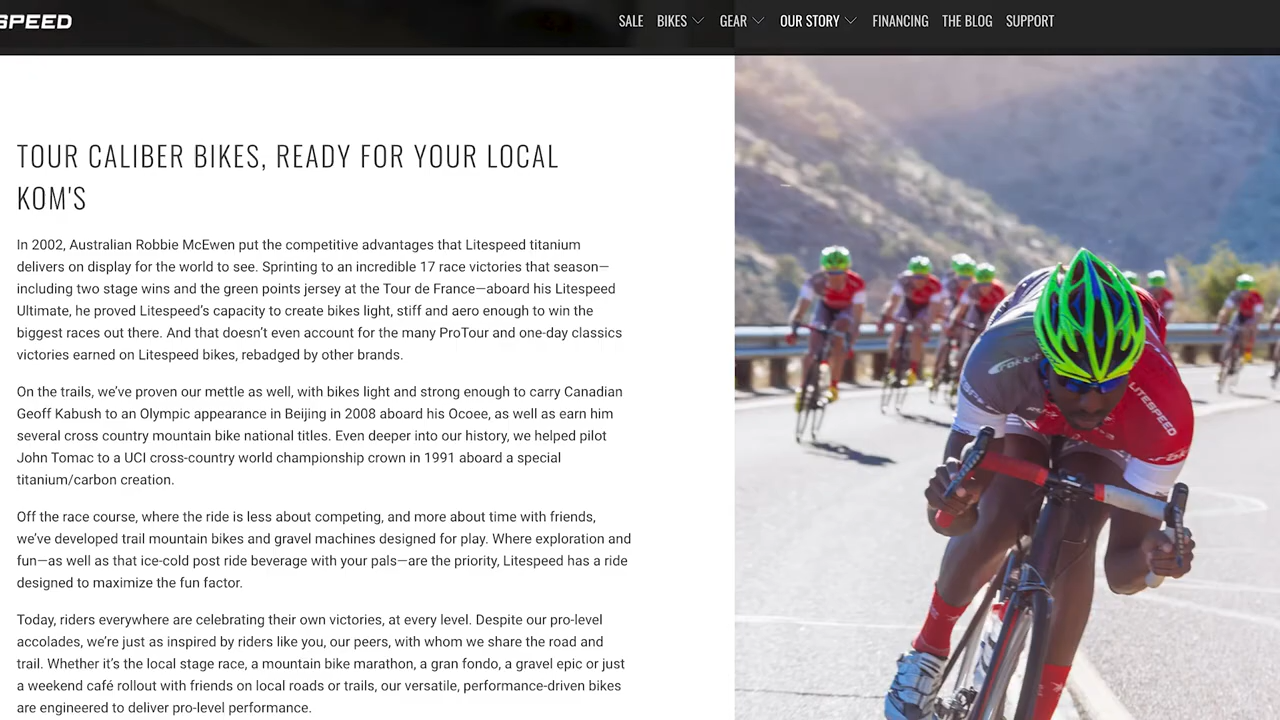 SPEED
SALE BIKES GEAR OUR STORY FINANCING THE BLOG SUPPORT
TOUR CALIBER BIKES, READY FOR YOUR LOCAL
KOM'S
In 2002, Australian Robbie McEwen put the competitive advantages that Litespeed titanium
delivers on display for the world to see. Sprinting to an incredible 17 race victories that season—
including two stage wins and the green points jersey at the Tour de France—aboard his Litespeed
Ultimate, he proved Litespeed's capacity to create bikes light, stiff and aero enough to win the
biggest races out there. And that doesn't even account for the many ProTour and one-day classics
victories earned on Litespeed bikes, rebadged by other brands.
On the trails, we've proven our mettle as well, with bikes light and strong enough to carry Canadian
Geoff Kabush to an Olympic appearance in Beijing in 2008 aboard his Ocoee, as well as earn him
several cross country mountain bike national titles. Even deeper into our history, we helped pilot
John Tomac to a UCI cross-country world championship crown in 1991 aboard a special
titanium/carbon creation.
Off the race course, where the ride is less about competing, and more about time with friends,
we've developed trail mountain bikes and gravel machines designed for play. Where exploration and
fun—as well as that ice-cold post ride beverage with your pals—are the priority, Litespeed has a ride
designed to maximize the fun factor.
Today, riders everywhere are celebrating their own victories, at every level. Despite our pro-level
accolades, we're just as inspired by riders like you, our peers, with whom we share the road and
trail. Whether it's the local stage race, a mountain bike marathon, a gran fondo, a gravel epic or just
a weekend café rollout with friends on local roads or trails, our versatile, performance-driven bikes
are engineered to deliver pro-level performance.
LITESPEED